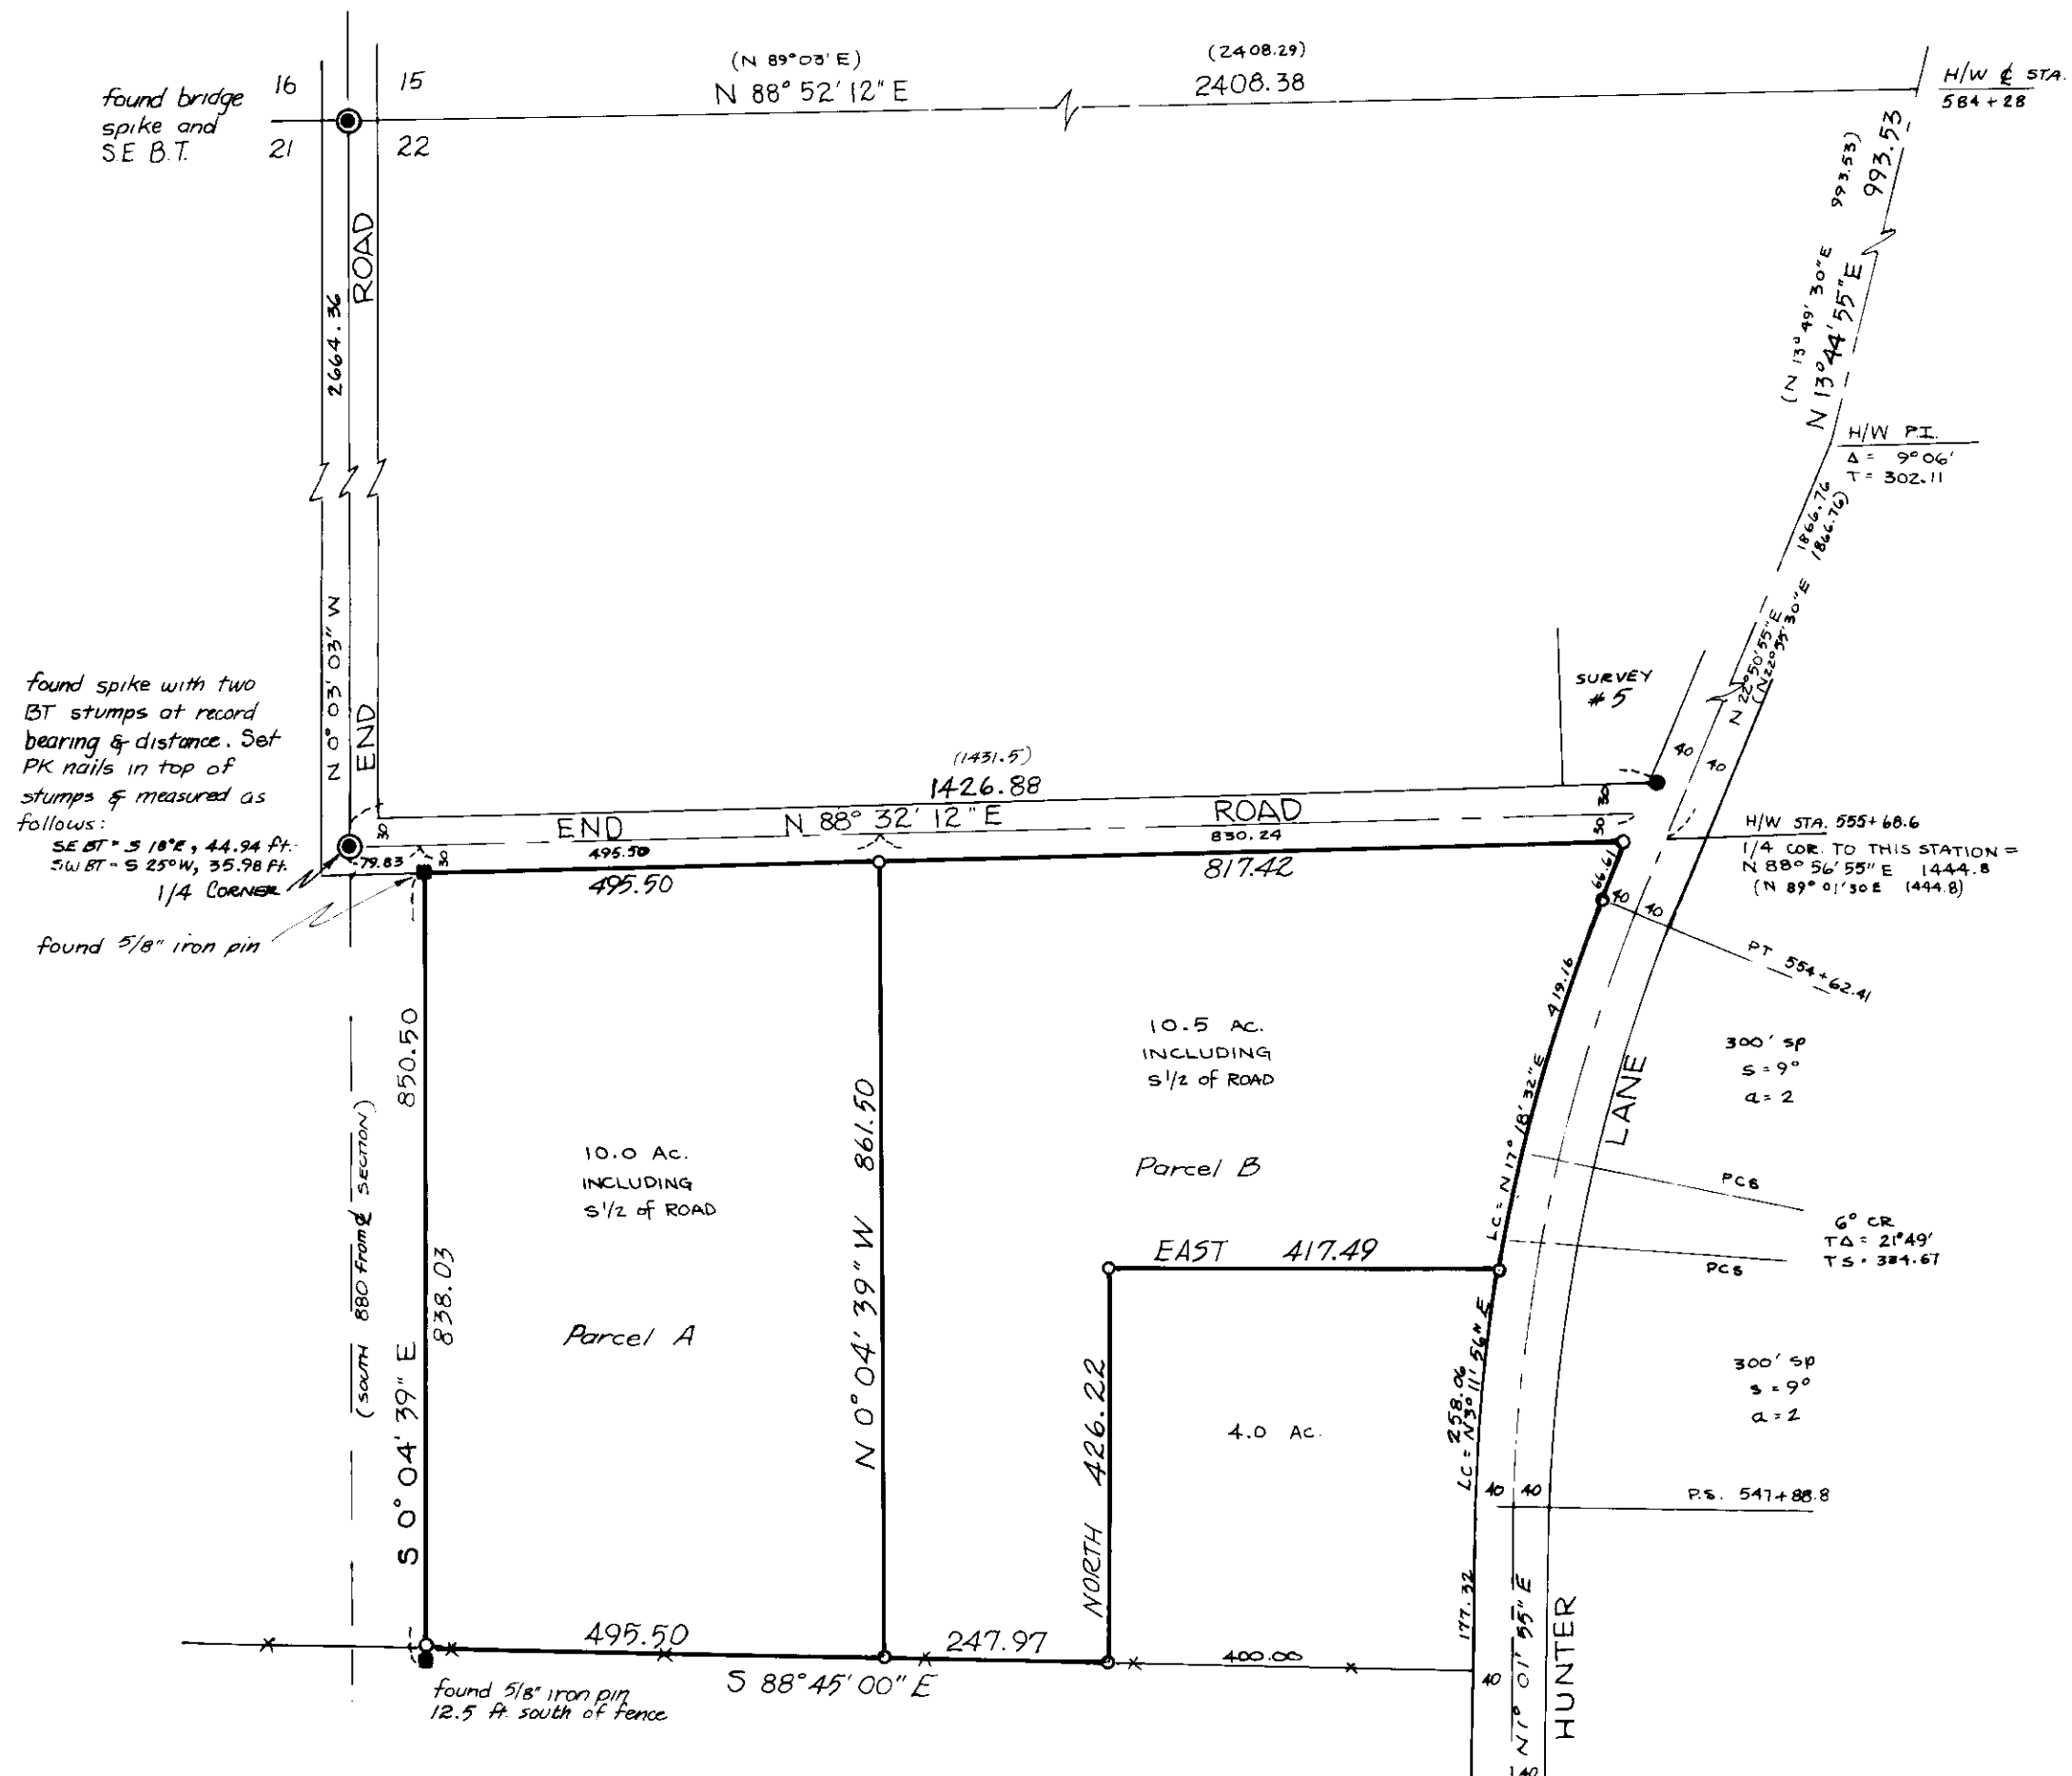 found bridge
spike and
S.E B.T.
16
15
21
22
(N 89°03' E)
N 88° 52' 12" E
(2408.29)
2408.38
H/W ℄ STA.
584+28
993.53)
993.53
(N 13°49' 30"E
N 13°44' 55"E
H/W P.I.
Δ = 9°06'
T = 302.11
1866.76
1866.76)
N 22°50'55"E
(N22°55'30"E
2664.36
ROAD
N 0° 03' 03" W
END
found spike with two
BT stumps at record
bearing & distance. Set
PK nails in top of
stumps & measured as
follows:
SE BT = S 18°E, 44.94 ft.
SW BT = S 25°W, 35.98 ft.
1/4 CORNER
found 5/8" iron pin
SURVEY
#5
(1431.5)
1426.88
END
N 88° 32' 12" E
ROAD
30
30
30
30
79.83
495.50
830.24
495.50
817.42
40
40
H/W STA. 555+68.6
1/4 COR. TO THIS STATION =
N 88° 56' 55" E 1444.8
(N 89° 01'30E 1444.8)
66.61
40
40
PT 554+62.41
419.16
LC = N 17° 18' 32" E
LANE
300' SP
S = 9°
a = 2
PCS
6° CR
TΔ = 21°49'
TS = 334.67
PCS
300' SP
s = 9°
a = 2
P.S. 547+88.8
850.50
(SOUTH 880 from ℄ SECTION)
838.03
S 0° 04' 39" E
10.0 AC.
INCLUDING
S 1/2 of ROAD
Parcel A
N 0° 04' 39" W 861.50
10.5 AC.
INCLUDING
S 1/2 of ROAD
Parcel B
EAST 417.49
NORTH 426.22
4.0 AC.
258.06
LC = N3°11'56" E
40
40
177.32
495.50
247.97
400.00
S 88°45'00" E
found 5/8" iron pin
12.5 ft. south of fence
40
N 1° 01' 55" E
HUNTER
40